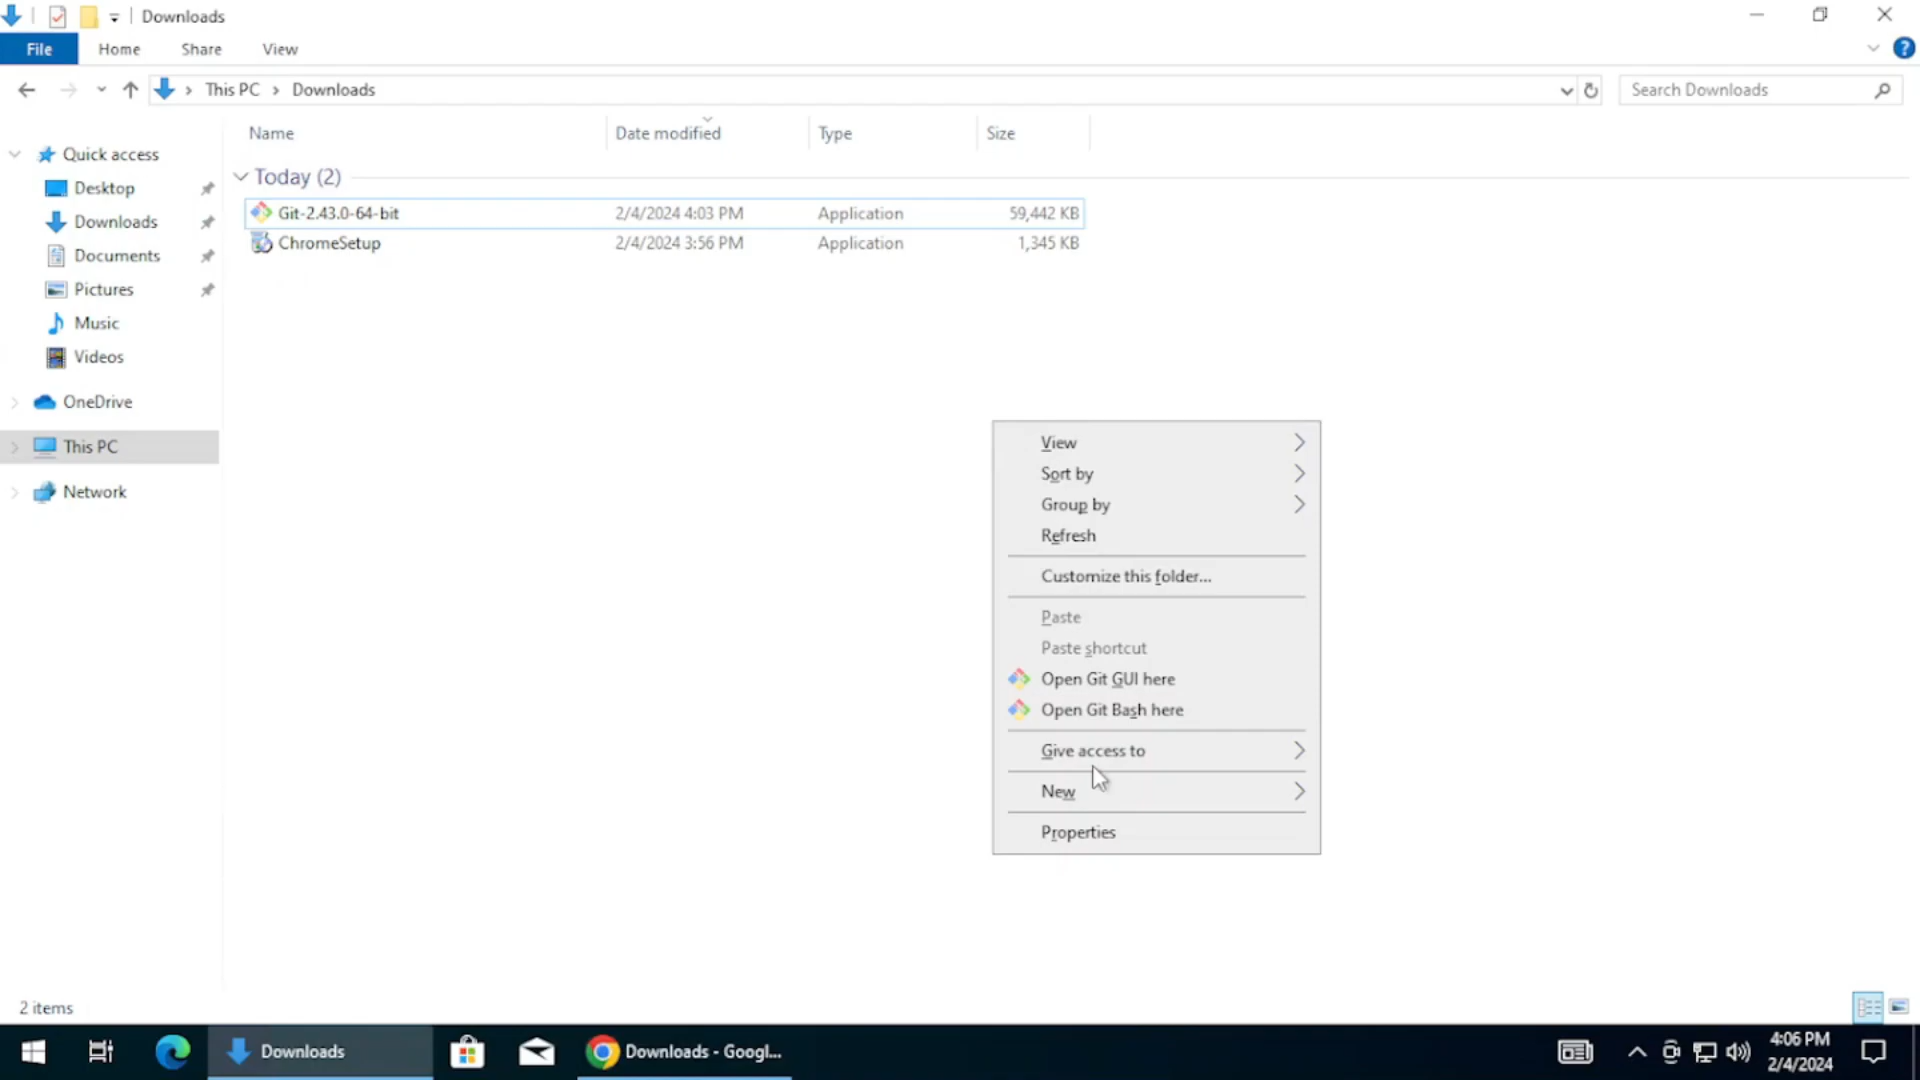 Downloads
File Home Share View
This PC Downloads Search Downloads
Name Date modified Type Size
Quick access
Today (2)
Desktop
Git-2.43.0-64-bit 2/4/2024 4:03 PM Application 59,442 KB
Downloads
ChromeSetup 2/4/2024 3:56 PM Application 1,345 KB
Documents
Pictures
Music
Videos
OneDrive
This PC
Network
View
Sort by
Group by
Refresh
Customize this folder...
Paste
Paste shortcut
Open Git GUI here
Open Git Bash here
Give access to
New
Properties
2 items
Downloads
Downloads - Googl...
4:06 PM
2/4/2024